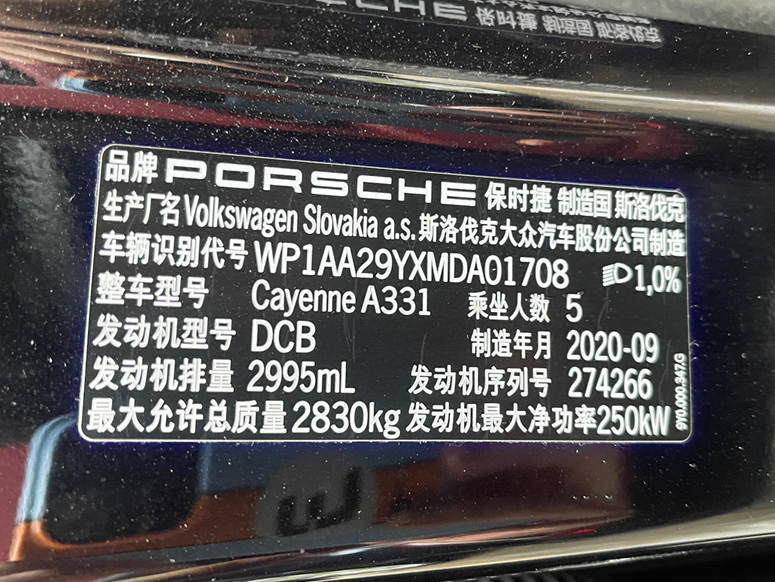 品牌 PORSCHE 保时捷 制造国 斯洛伐克
生产厂名 Volkswagen Slovakia a.s. 斯洛伐克大众汽车股份公司制造
车辆识别代号 WP1AA29YXMDA01708 1,0%
整车型号 Cayenne A331 乘坐人数 5
发动机型号 DCB 制造年月 2020-09
发动机排量 2995mL 发动机序列号 274266
最大允许总质量 2830kg 发动机最大净功率 250kW
9Y0.000.347.G